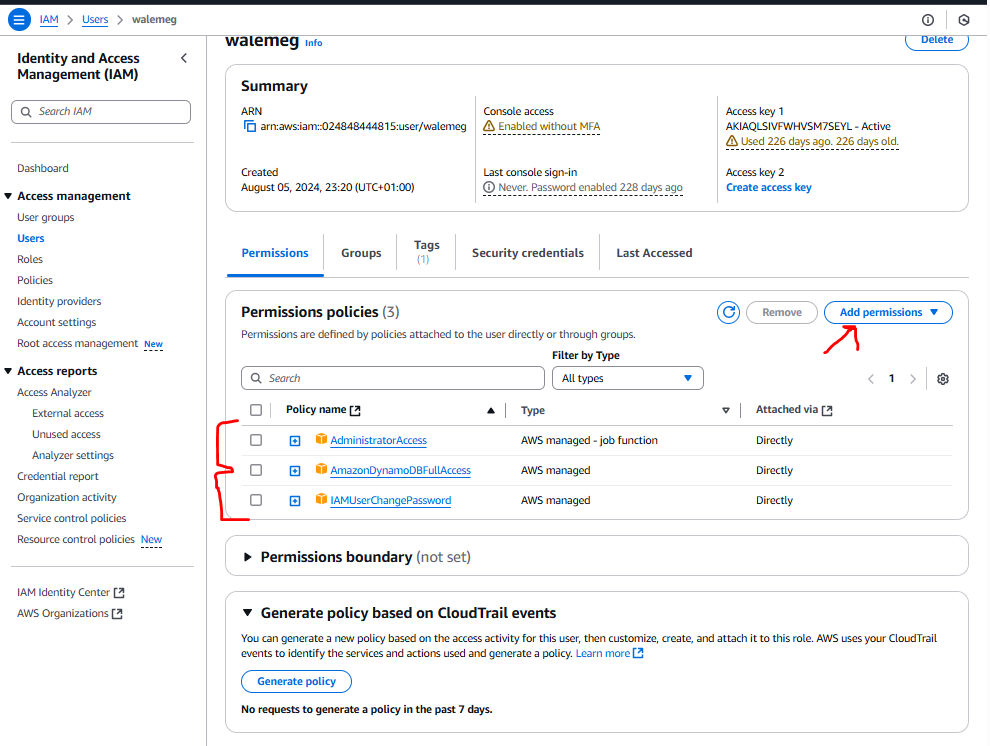 IAM > Users > walemeg
Identity and Access
Management (IAM)
Search IAM
Dashboard
Access management
User groups
Users
Roles
Policies
Identity providers
Account settings
Root access management New
Access reports
Access Analyzer
External access
Unused access
Analyzer settings
Credential report
Organization activity
Service control policies
Resource control policies New
IAM Identity Center
AWS Organizations
walemeg Info
Delete
Summary
ARN
arn:aws:iam::024848444815:user/walemeg
Console access
Enabled without MFA
Access key 1
AKIAQLSIVFWHVSM7SEYL - Active
Used 226 days ago. 226 days old.
Created
August 05, 2024, 23:20 (UTC+01:00)
Last console sign-in
Never. Password enabled 228 days ago
Access key 2
Create access key
Permissions
Groups
Tags
(1)
Security credentials
Last Accessed
Permissions policies (3)
Remove
Add permissions
Permissions are defined by policies attached to the user directly or through groups.
Filter by Type
Search
All types
1
Policy name Type Attached via
AdministratorAccess AWS managed - job function Directly
AmazonDynamoDBFullAccess AWS managed Directly
IAMUserChangePassword AWS managed Directly
Permissions boundary (not set)
Generate policy based on CloudTrail events
You can generate a new policy based on the access activity for this user, then customize, create, and attach it to this role. AWS uses your CloudTrail
events to identify the services and actions used and generate a policy. Learn more
Generate policy
No requests to generate a policy in the past 7 days.